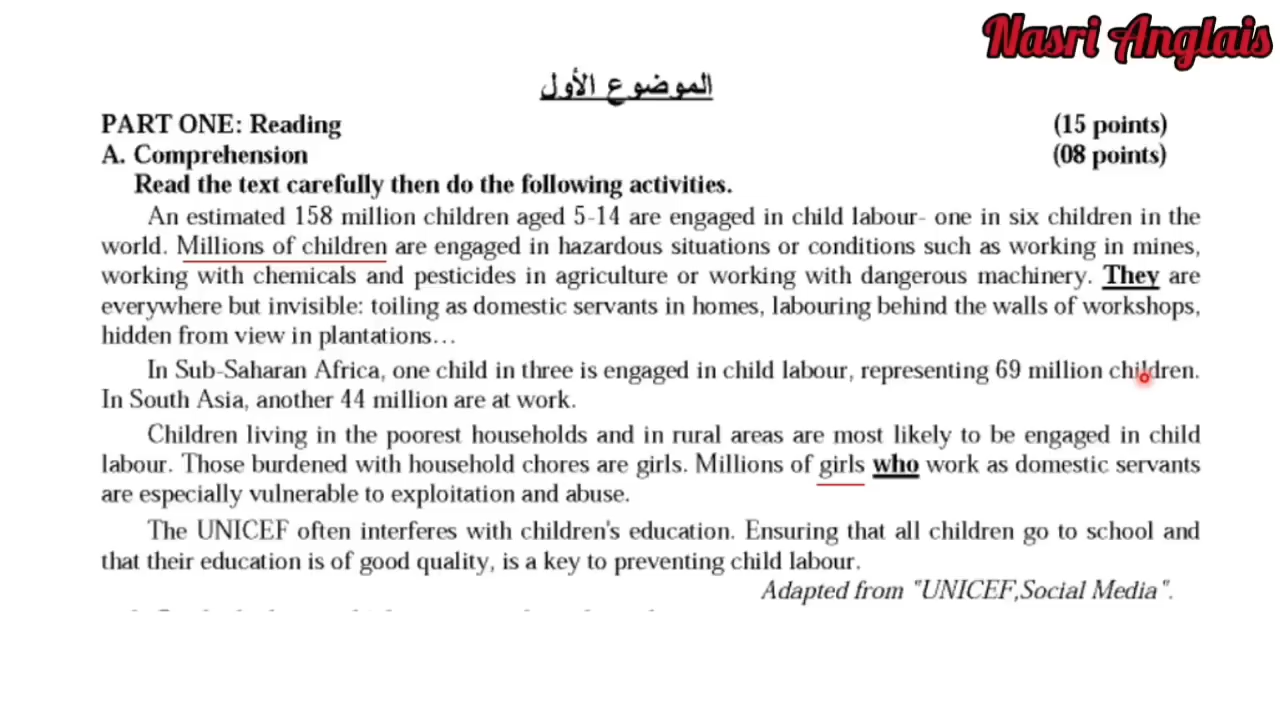 Nasri Anglais
الموضوع الأول
PART ONE: Reading (15 points)
A. Comprehension (08 points)
Read the text carefully then do the following activities.
An estimated 158 million children aged 5-14 are engaged in child labour- one in six children in the
world. Millions of children are engaged in hazardous situations or conditions such as working in mines,
working with chemicals and pesticides in agriculture or working with dangerous machinery. They are
everywhere but invisible: toiling as domestic servants in homes, labouring behind the walls of workshops,
hidden from view in plantations...
In Sub-Saharan Africa, one child in three is engaged in child labour, representing 69 million children.
In South Asia, another 44 million are at work.
Children living in the poorest households and in rural areas are most likely to be engaged in child
labour. Those burdened with household chores are girls. Millions of girls who work as domestic servants
are especially vulnerable to exploitation and abuse.
The UNICEF often interferes with children's education. Ensuring that all children go to school and
that their education is of good quality, is a key to preventing child labour.
Adapted from "UNICEF,Social Media".